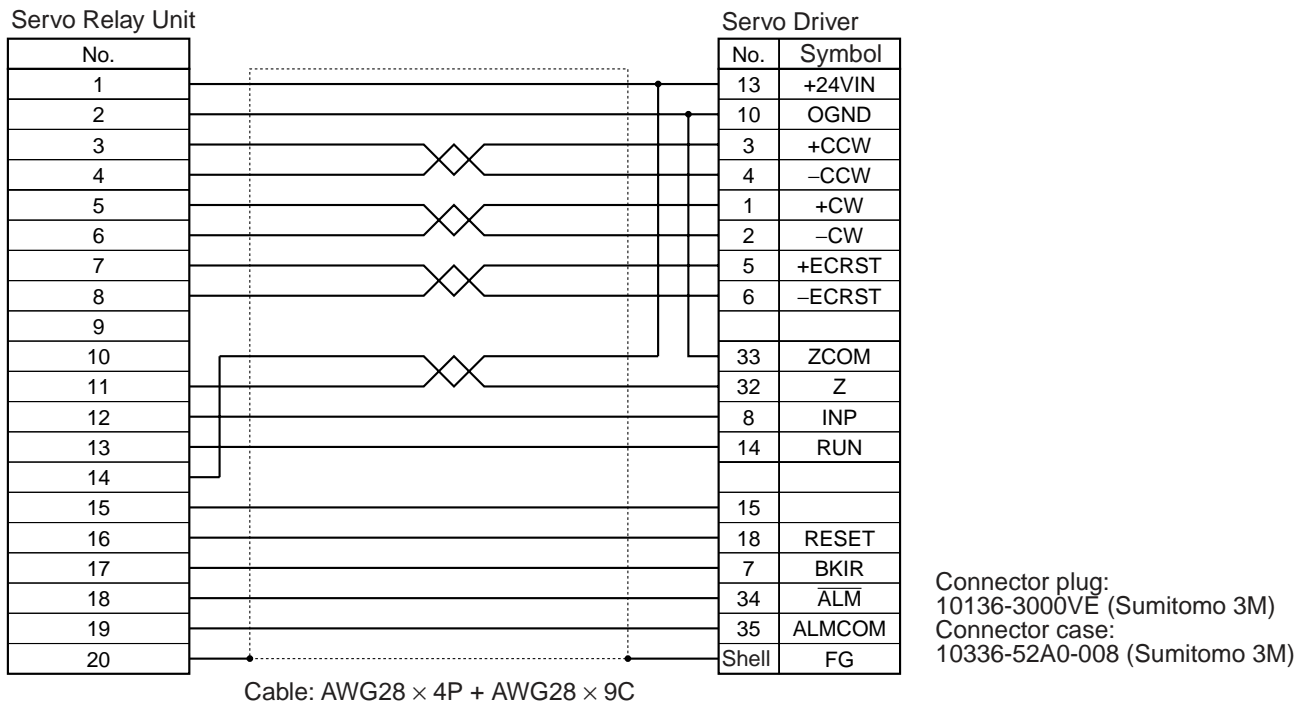 Servo Relay Unit Servo Driver
No. No. Symbol
1 13 +24VIN
2 10 OGND
3 3 +CCW
4 4 −CCW
5 1 +CW
6 2 −CW
7 5 +ECRST
8 6 −ECRST
9
10 33 ZCOM
11 32 Z
12 8 INP
13 14 RUN
14
15 15
16 18 RESET
17 7 BKIR
18 34 A̅L̅M̅
19 35 ALMCOM
20 Shell FG
Connector plug:
10136-3000VE (Sumitomo 3M)
Connector case:
10336-52A0-008 (Sumitomo 3M)
Cable: AWG28 × 4P + AWG28 × 9C